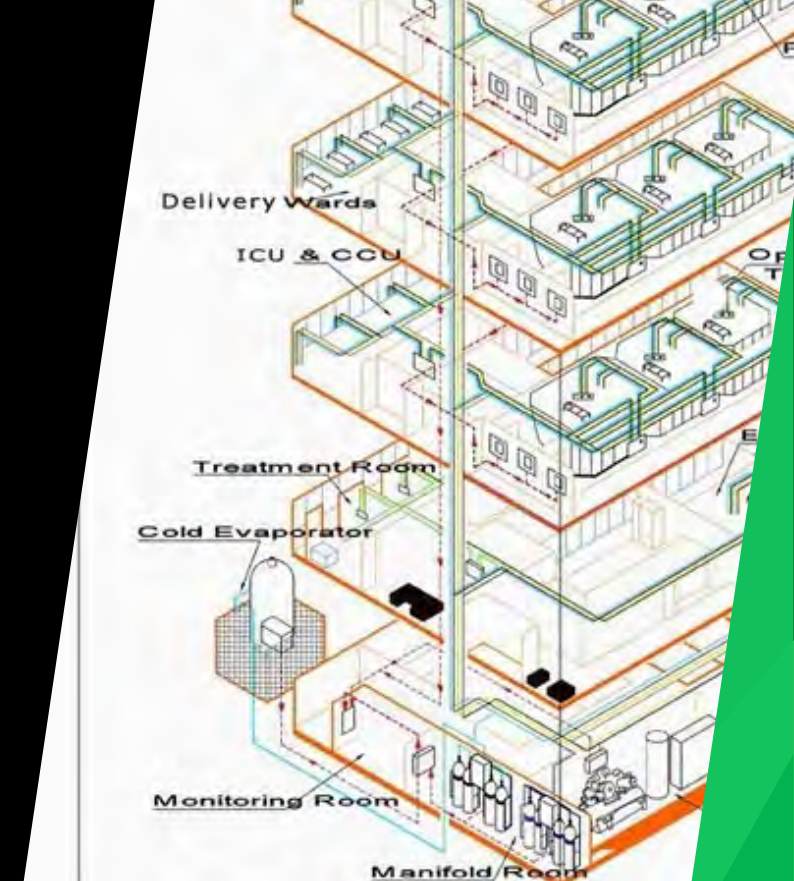 Delivery Wards
ICU & CCU
Treatment Room
Cold Evaporator
Monitoring Room
Manifold Room